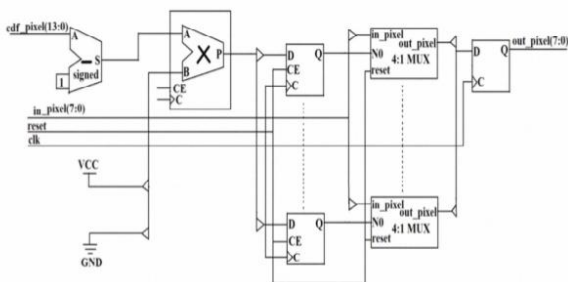 cdf_pixel(13:0)
A
S
signed
1
A
B
X
P
CE
C
in_pixel(7:0)
reset
clk
VCC
GND
D
Q
CE
C
in_pixel
out_pixel
N0
4:1 MUX
reset
D
Q
C
out_pixel(7:0)
D
Q
CE
C
in_pixel
out_pixel
N0
4:1 MUX
reset